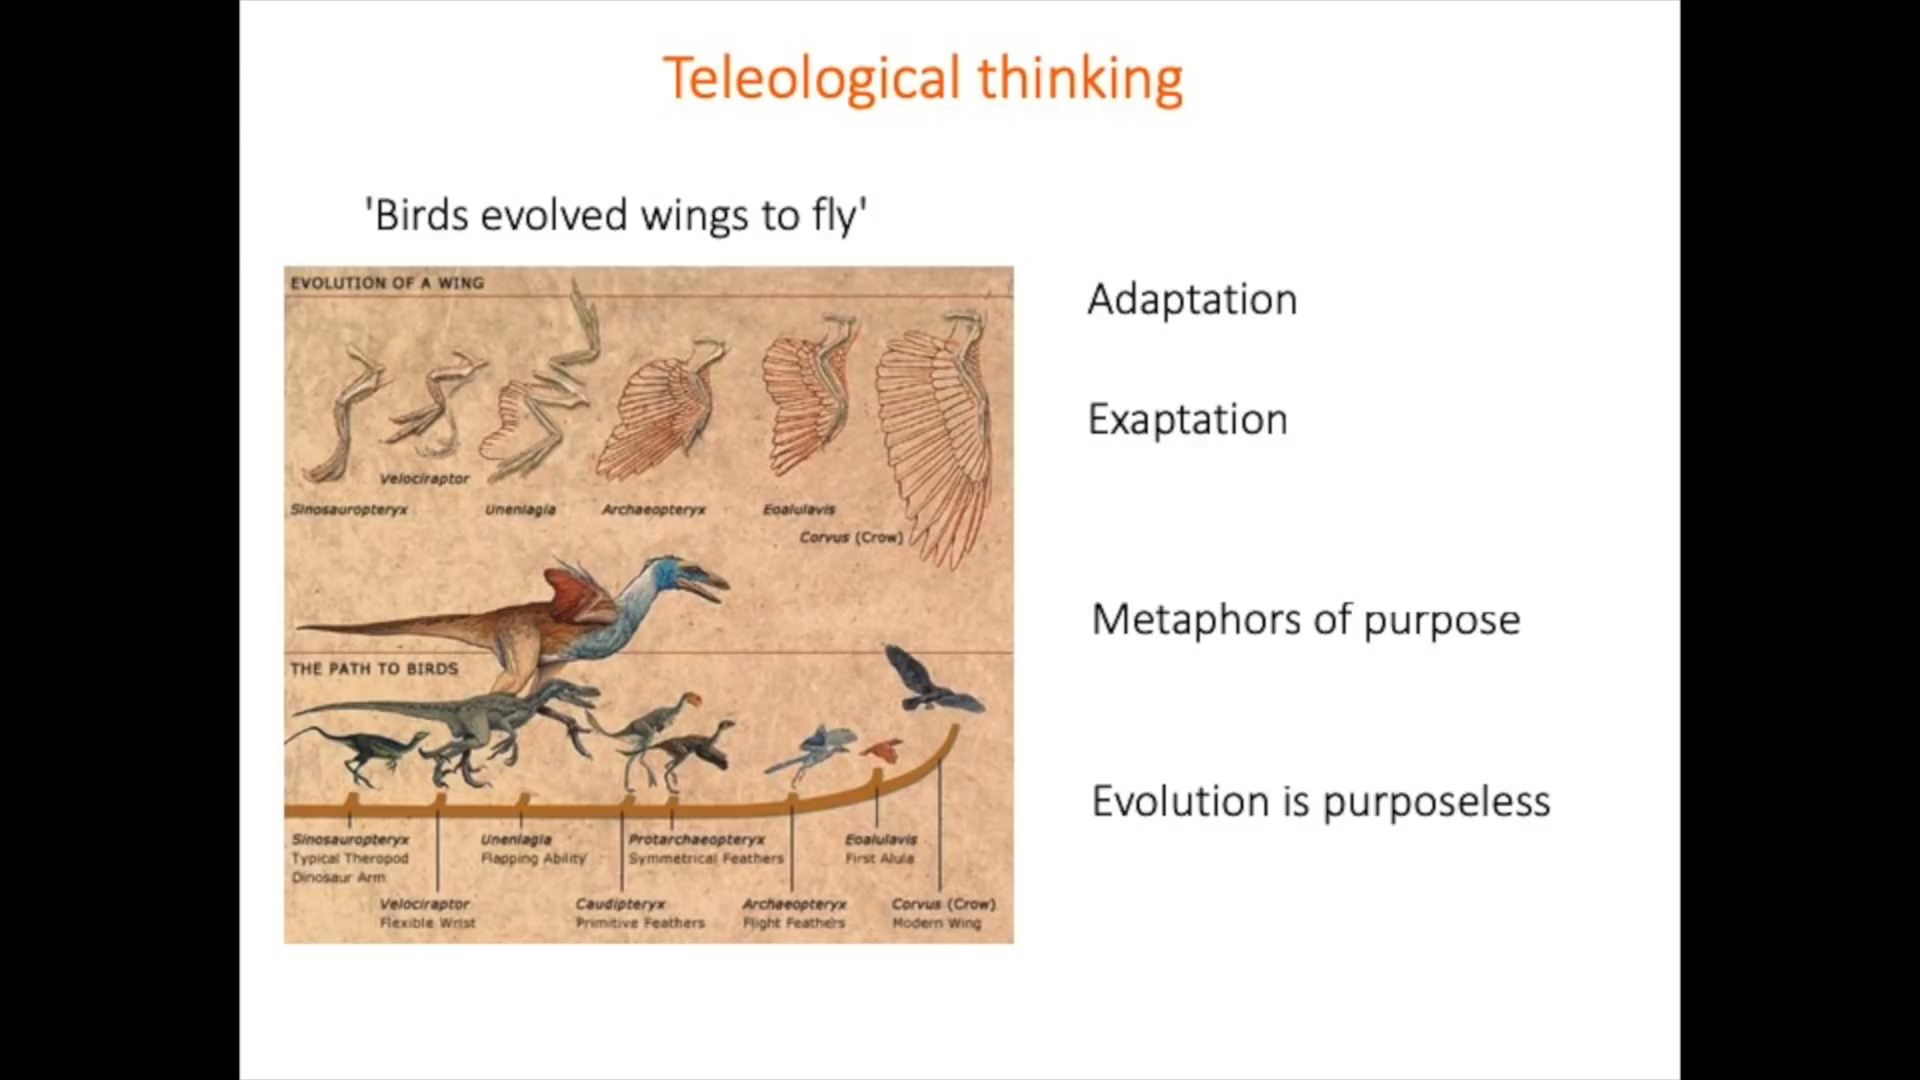 Teleological thinking
'Birds evolved wings to fly'
EVOLUTION OF A WING
Velociraptor
Sinosauropteryx
Unenlagia
Archaeopteryx
Eoalulavis
Corvus (Crow)
THE PATH TO BIRDS
Sinosauropteryx
Typical Theropod
Dinosaur Arm
Velociraptor
Flexible Wrist
Unenlagia
Flapping Ability
Caudipteryx
Primitive Feathers
Protarchaeopteryx
Symmetrical Feathers
Archaeopteryx
Flight Feathers
Eoalulavis
First Alula
Corvus (Crow)
Modern Wing
Adaptation
Exaptation
Metaphors of purpose
Evolution is purposeless